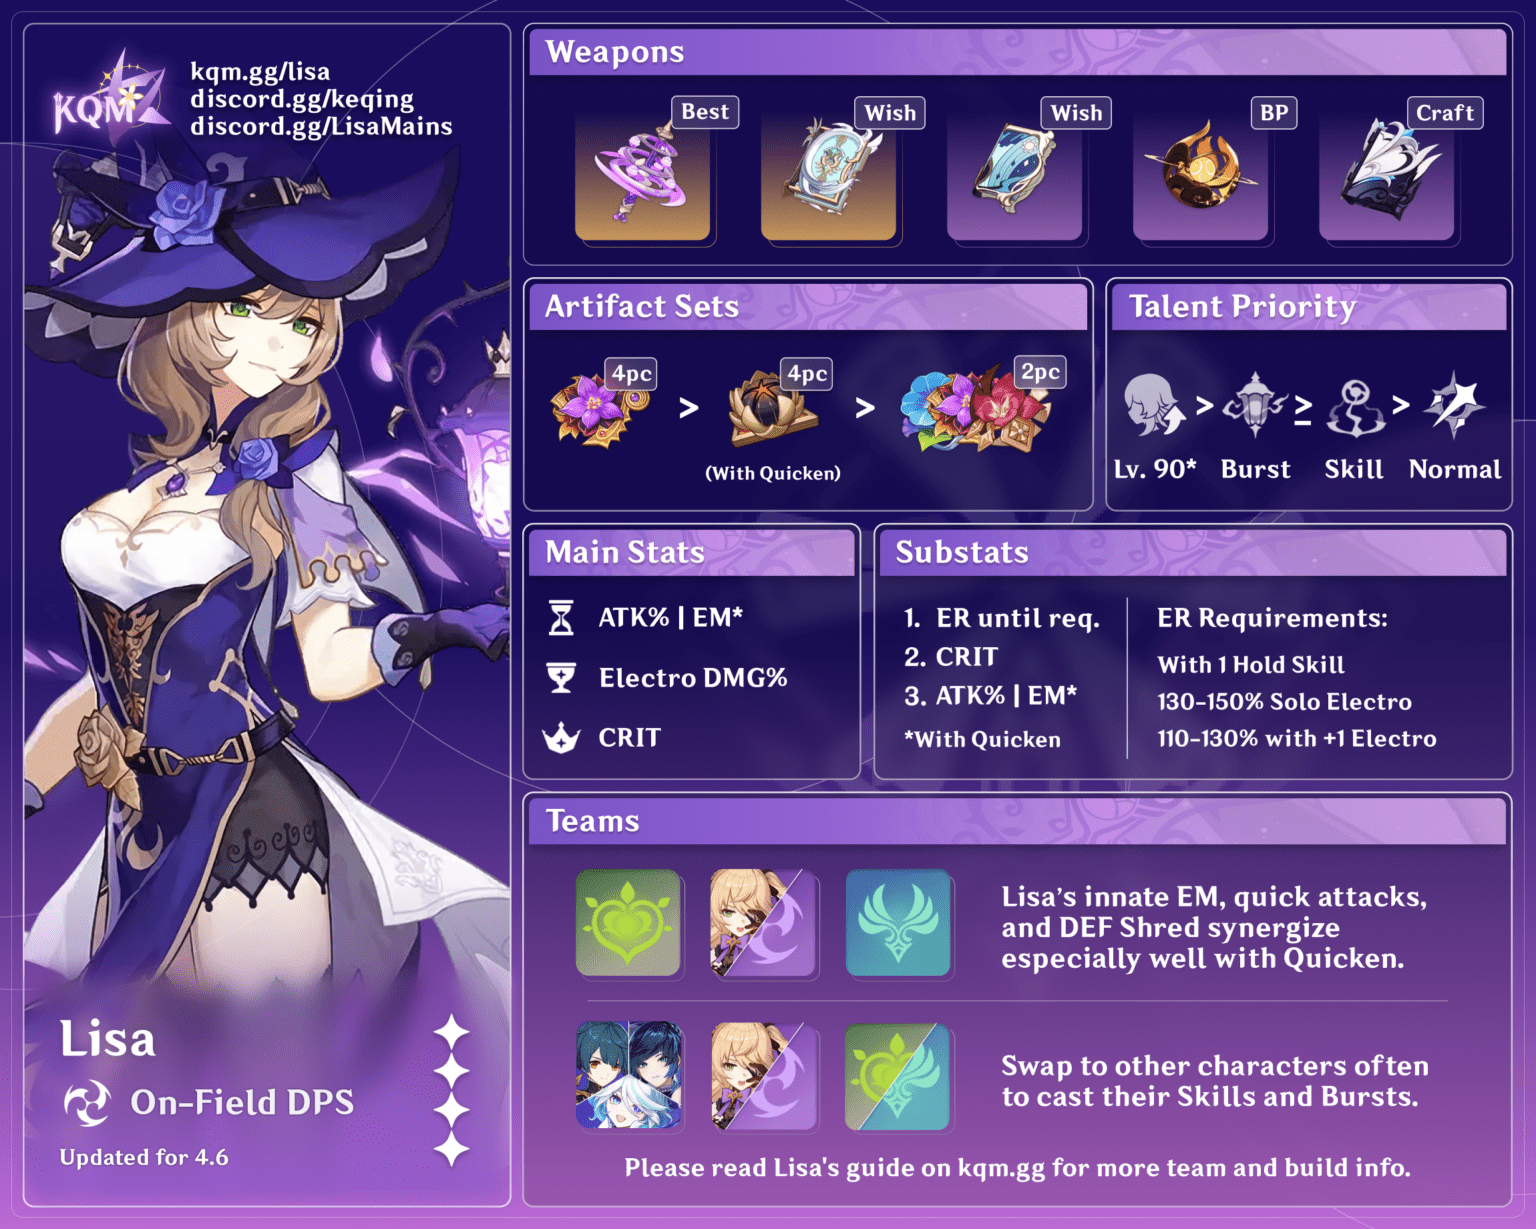 KQM
kqm.gg/lisa
discord.gg/keqing
discord.gg/LisaMains
Lisa
On-Field DPS
Updated for 4.6
Weapons
Best
Wish
Wish
BP
Craft
Artifact Sets
4pc
>
4pc
>
2pc
(With Quicken)
Talent Priority
> ≥ >
Lv. 90* Burst Skill Normal
Main Stats
ATK% | EM*
Electro DMG%
CRIT
Substats
1. ER until req.
2. CRIT
3. ATK% | EM*
*With Quicken
ER Requirements:
With 1 Hold Skill
130-150% Solo Electro
110-130% with +1 Electro
Teams
Lisa's innate EM, quick attacks,
and DEF Shred synergize
especially well with Quicken.
Swap to other characters often
to cast their Skills and Bursts.
Please read Lisa's guide on kqm.gg for more team and build info.